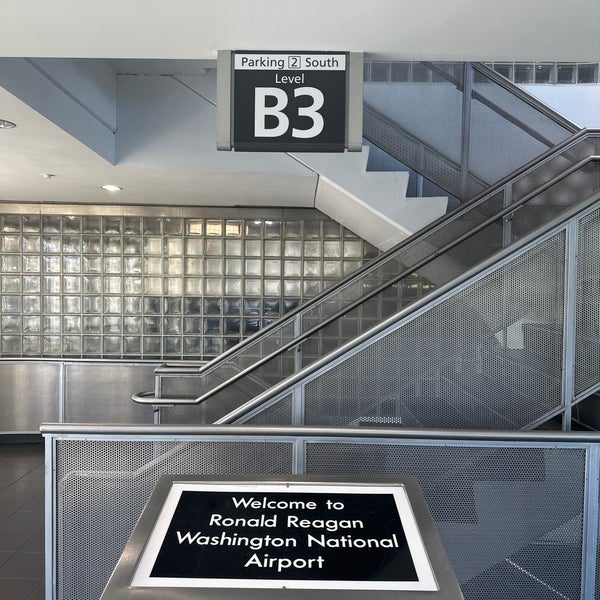 Parking 2 South
Level
B3
Welcome to
Ronald Reagan
Washington National
Airport